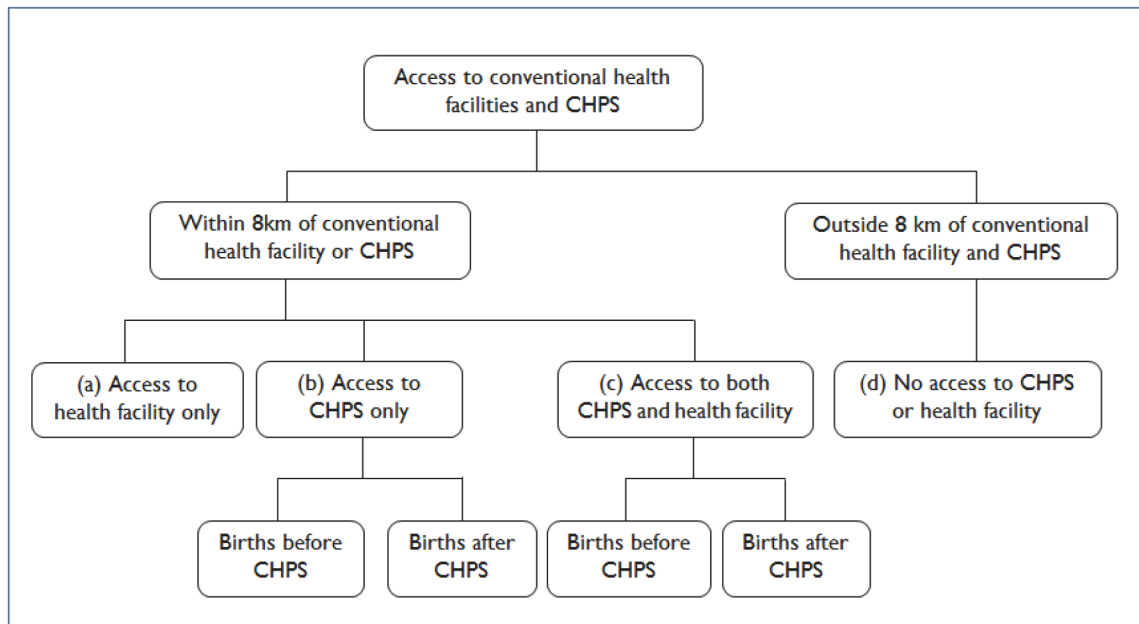 Access to conventional health
facilities and CHPS
Within 8km of conventional
health facility or CHPS
Outside 8 km of conventional
health facility and CHPS
(a) Access to
health facility only
(b) Access to
CHPS only
(c) Access to both
CHPS and health facility
(d) No access to CHPS
or health facility
Births before
CHPS
Births after
CHPS
Births before
CHPS
Births after
CHPS